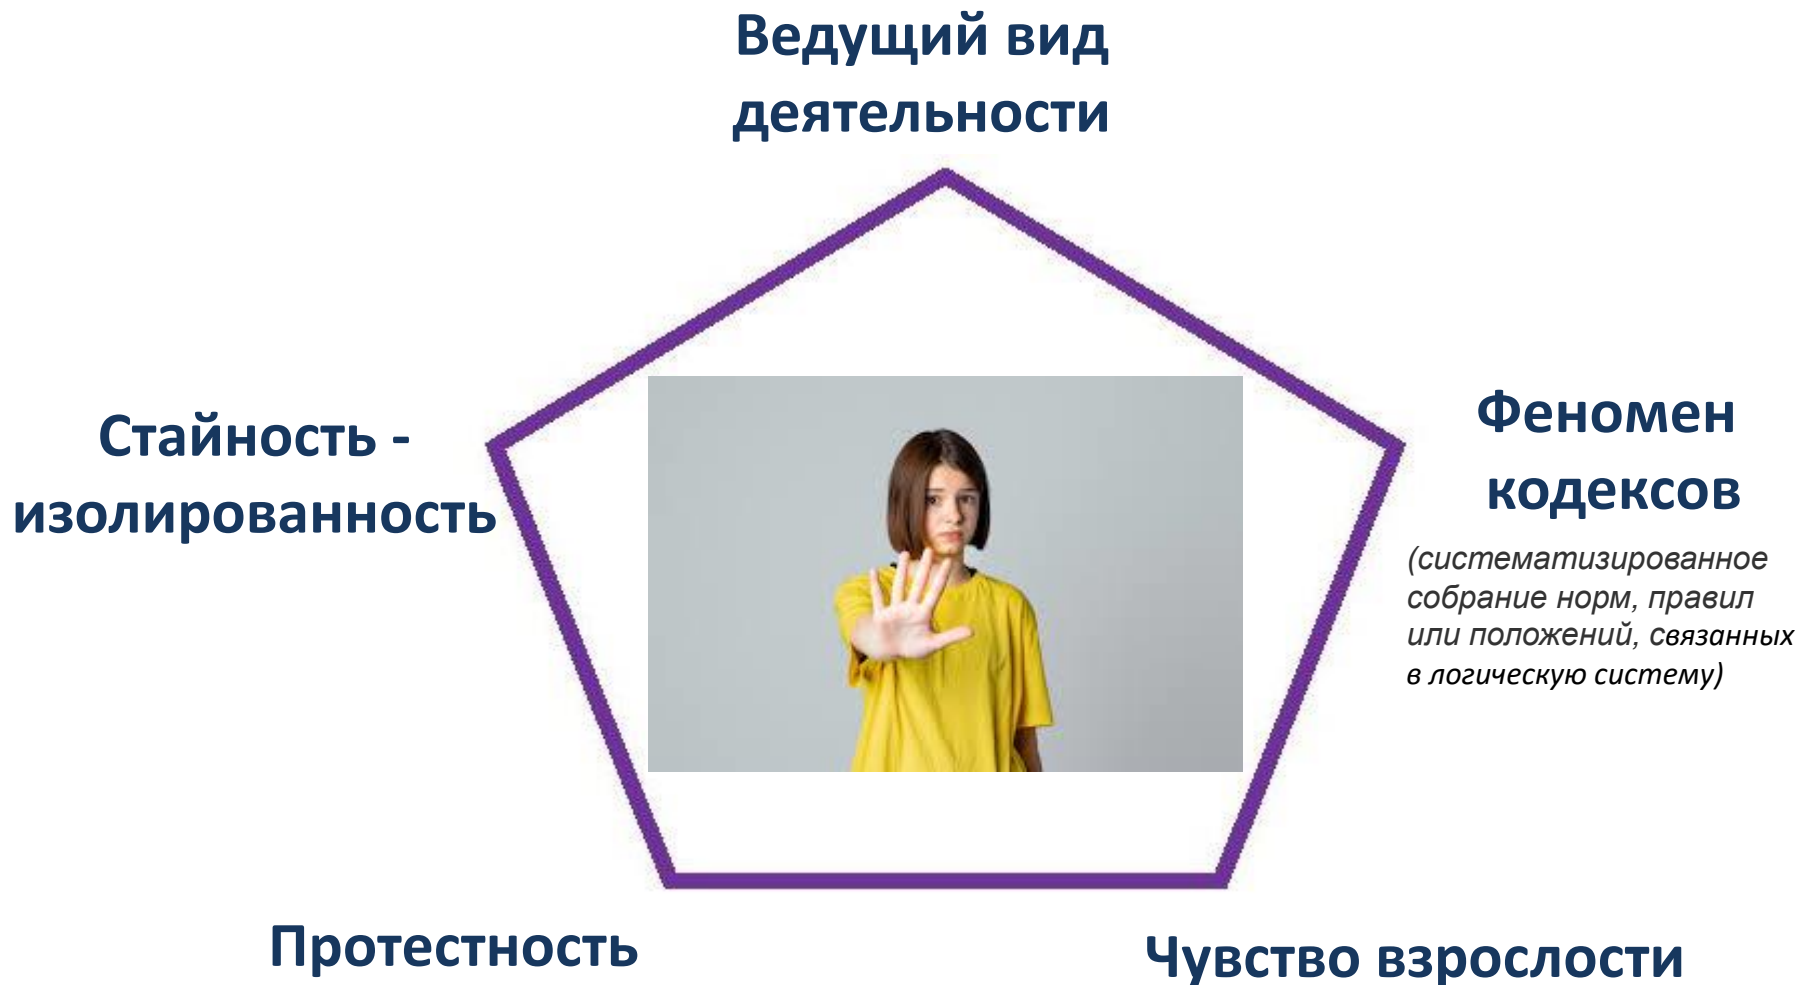 Ведущий вид
деятельности
Стайность -
изолированность
Феномен
кодексов
(систематизированное
собрание норм, правил
или положений, связанных
в логическую систему)
Протестность
Чувство взрослости